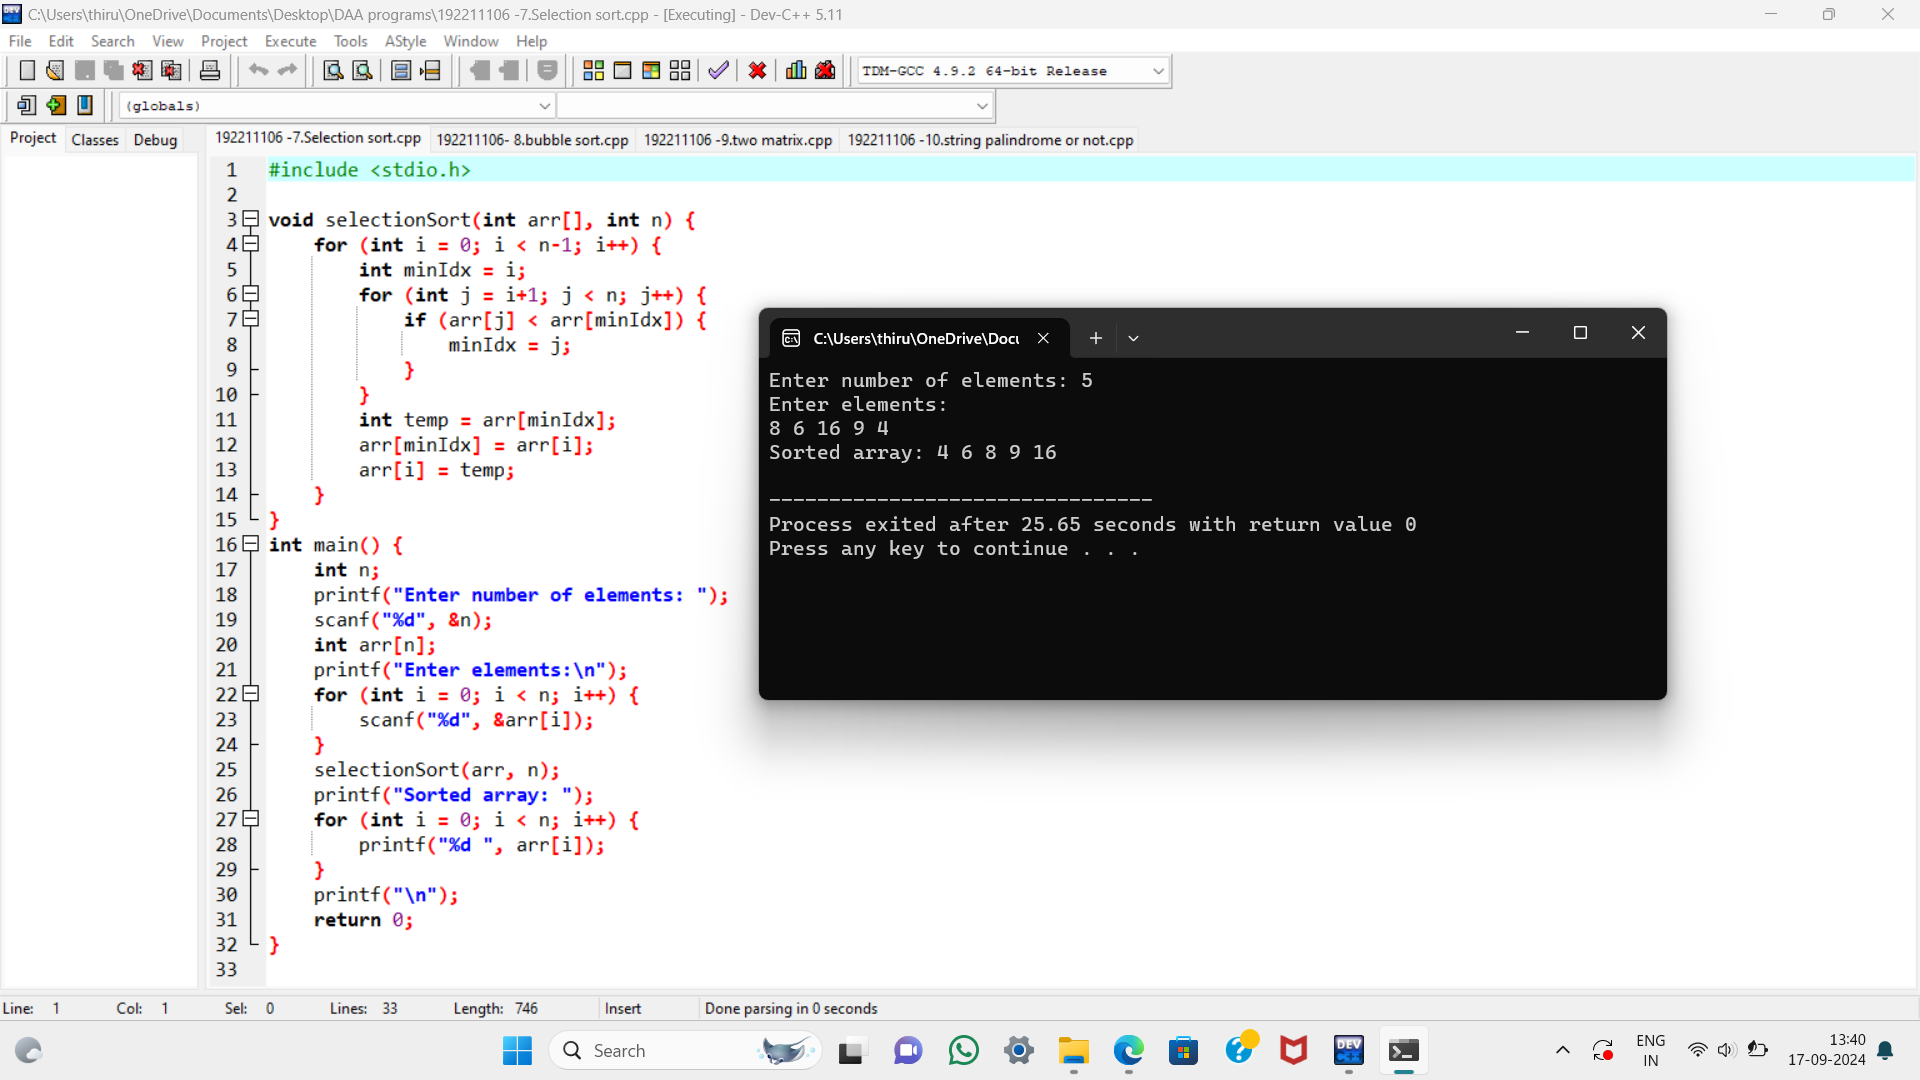 C:\Users\thiru\OneDrive\Documents\Desktop\DAA programs\192211106 -7.Selection sort.cpp - [Executing] - Dev-C++ 5.11
File Edit Search View Project Execute Tools AStyle Window Help
TDM-GCC 4.9.2 64-bit Release
(globals)
Project Classes Debug
192211106 -7.Selection sort.cpp 192211106- 8.bubble sort.cpp 192211106 -9.two matrix.cpp 192211106 -10.string palindrome or not.cpp
1 #include <stdio.h>
2
3 void selectionSort(int arr[], int n) {
4 for (int i = 0; i < n-1; i++) {
5 int minIdx = i;
6 for (int j = i+1; j < n; j++) {
7 if (arr[j] < arr[minIdx]) {
8 minIdx = j;
9 }
10 }
11 int temp = arr[minIdx];
12 arr[minIdx] = arr[i];
13 arr[i] = temp;
14 }
15 }
16 int main() {
17 int n;
18 printf("Enter number of elements: ");
19 scanf("%d", &n);
20 int arr[n];
21 printf("Enter elements:\n");
22 for (int i = 0; i < n; i++) {
23 scanf("%d", &arr[i]);
24 }
25 selectionSort(arr, n);
26 printf("Sorted array: ");
27 for (int i = 0; i < n; i++) {
28 printf("%d ", arr[i]);
29 }
30 printf("\n");
31 return 0;
32 }
33
C:\Users\thiru\OneDrive\Docu
Enter number of elements: 5
Enter elements:
8 6 16 9 4
Sorted array: 4 6 8 9 16
--------------------------------
Process exited after 25.65 seconds with return value 0
Press any key to continue . . .
Line: 1 Col: 1 Sel: 0 Lines: 33 Length: 746 Insert Done parsing in 0 seconds
Search
DEV C++
ENG
IN
13:40
17-09-2024